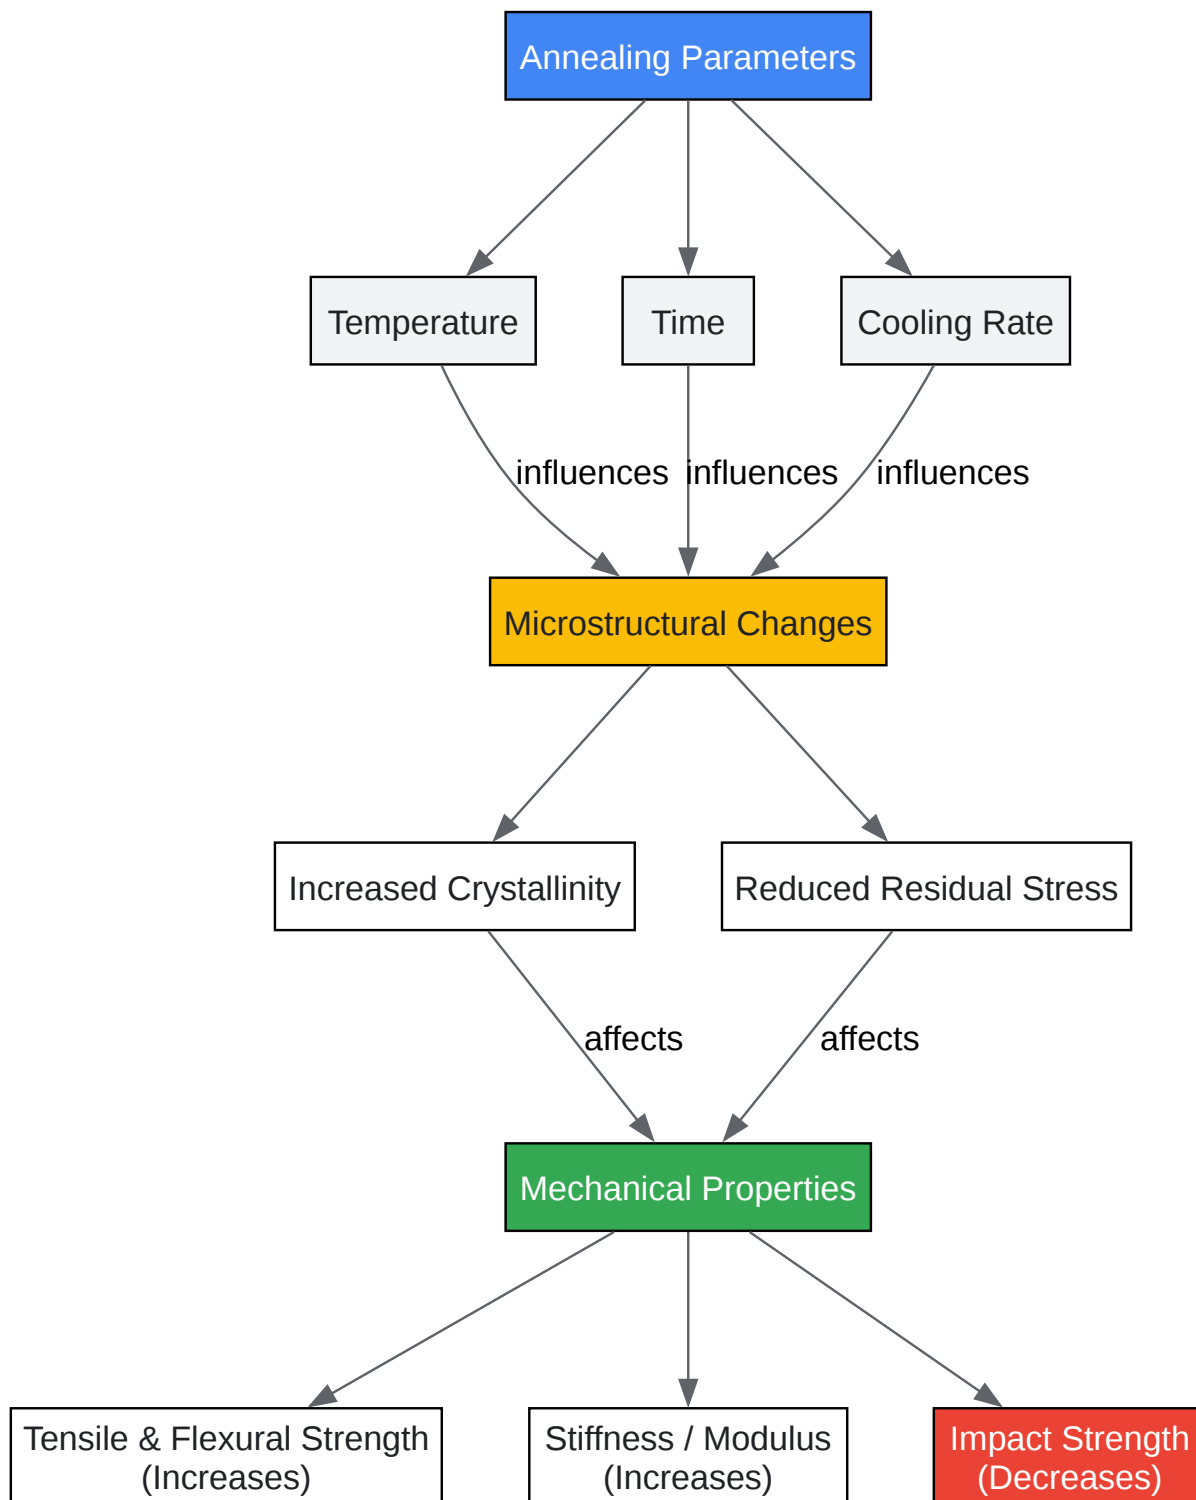 Annealing Parameters
Temperature
Time
Cooling Rate
influences
influences
influences
Microstructural Changes
Increased Crystallinity
Reduced Residual Stress
affects
affects
Mechanical Properties
Tensile & Flexural Strength
(Increases)
Stiffness / Modulus
(Increases)
Impact Strength
(Decreases)